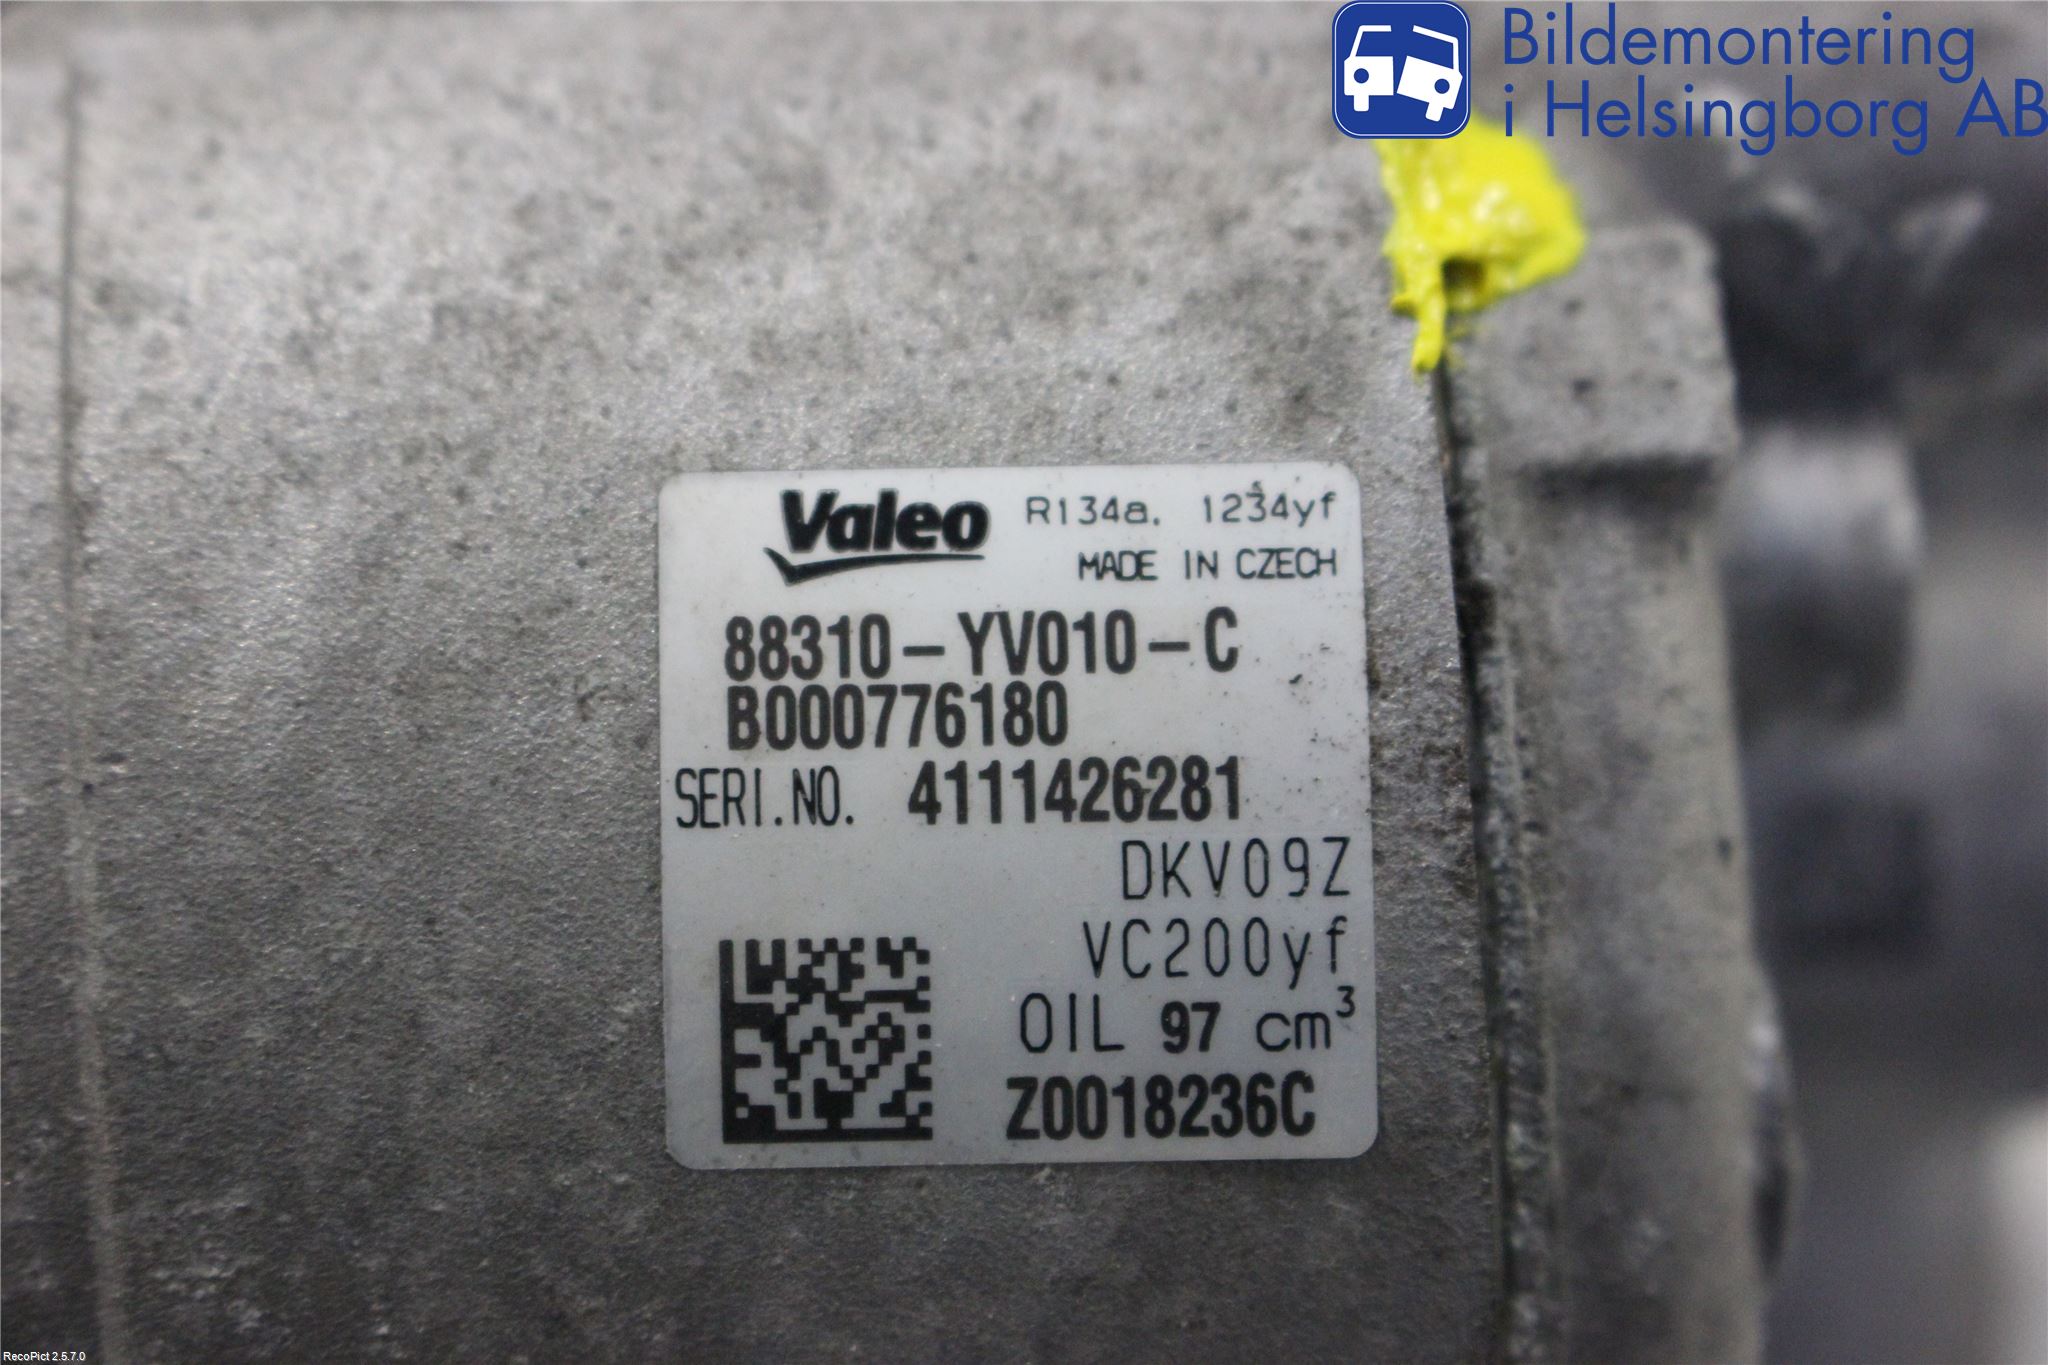 Bildemontering
i Helsingborg AB
Valeo R134a. 1234yf
MADE IN CZECH
88310-YV010-C
B000776180
SERI.NO. 4111426281
DKV09Z
VC200yf
OIL 97 cm³
Z0018236C
RecoPict 2.5.7.0